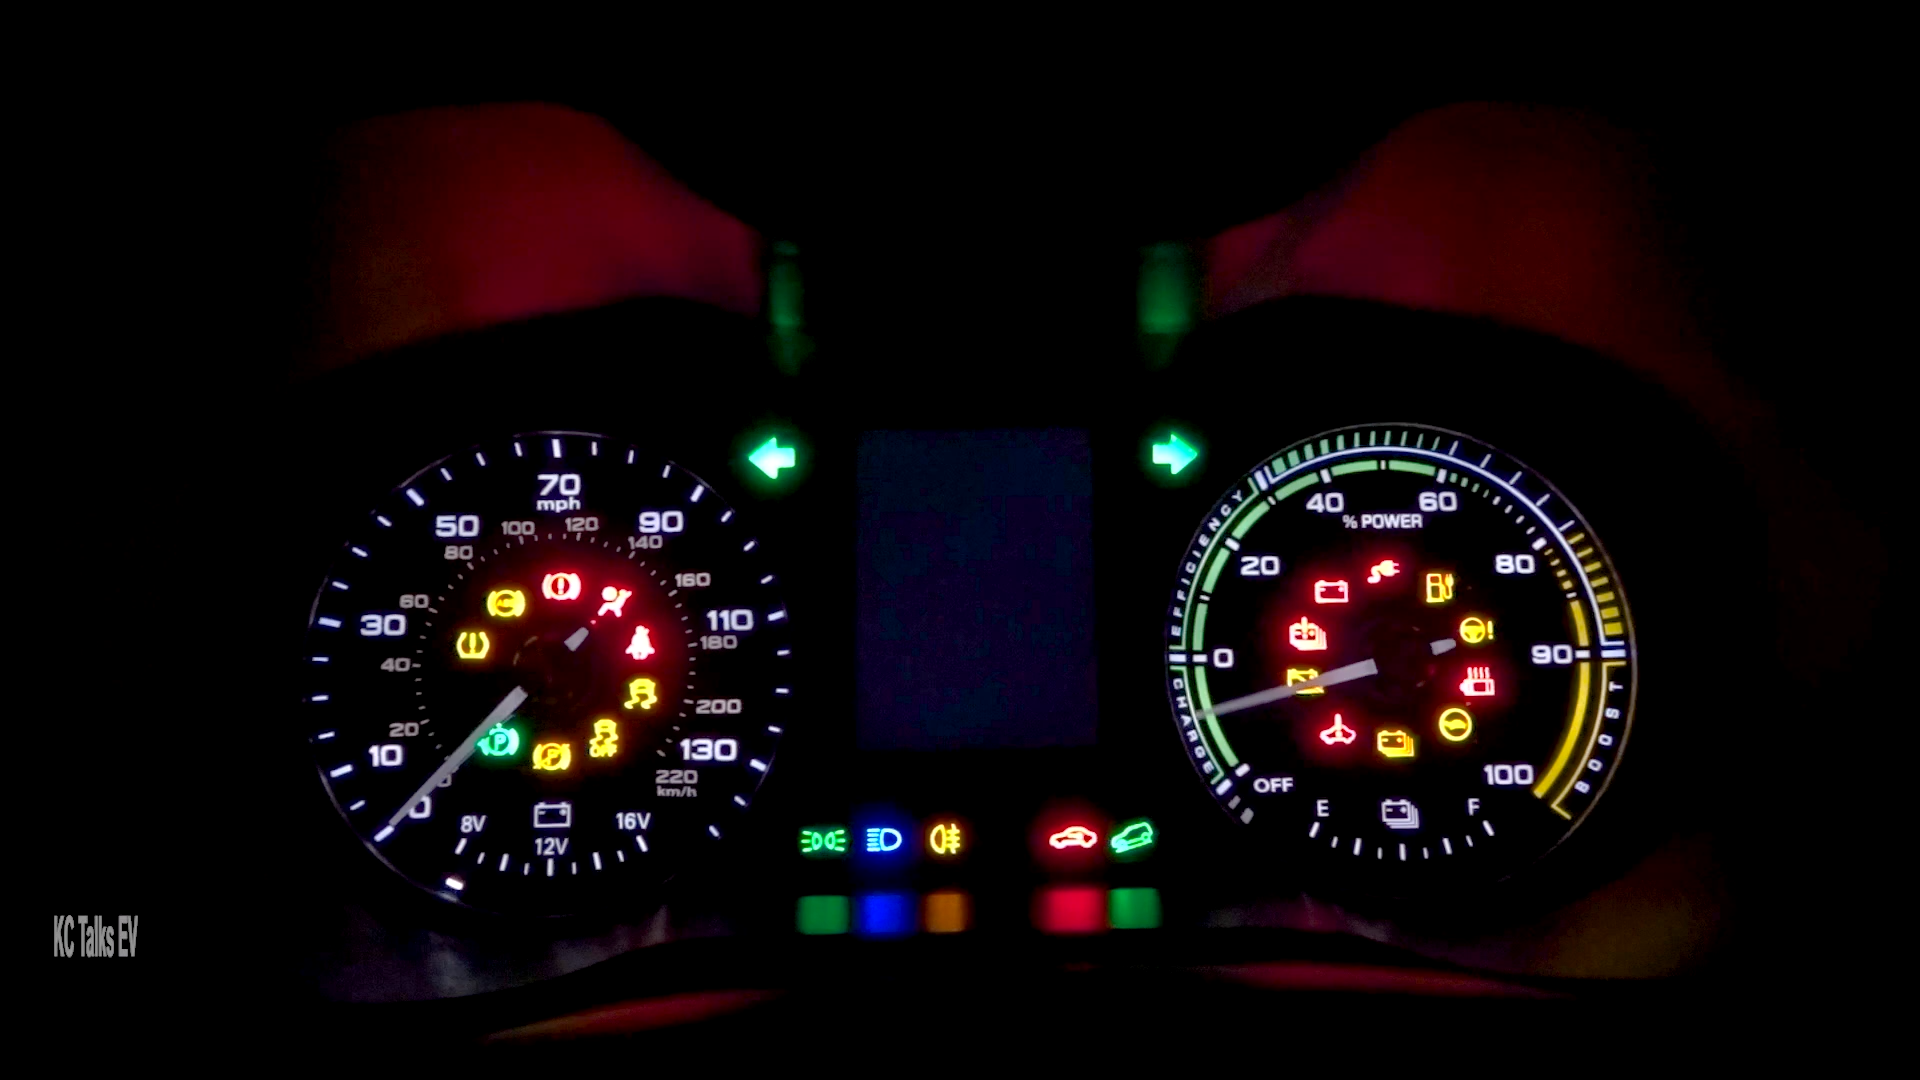 70
mph
50
90
100
120
80
140
60
160
30
110
180
40
200
20
10
130
0
220
km/h
8V
16V
12V
P
P
OFF
EFFICIENCY
40
60
% POWER
20
80
0
90
CHARGE
BOOST
OFF
100
E
F
KC Talks EV